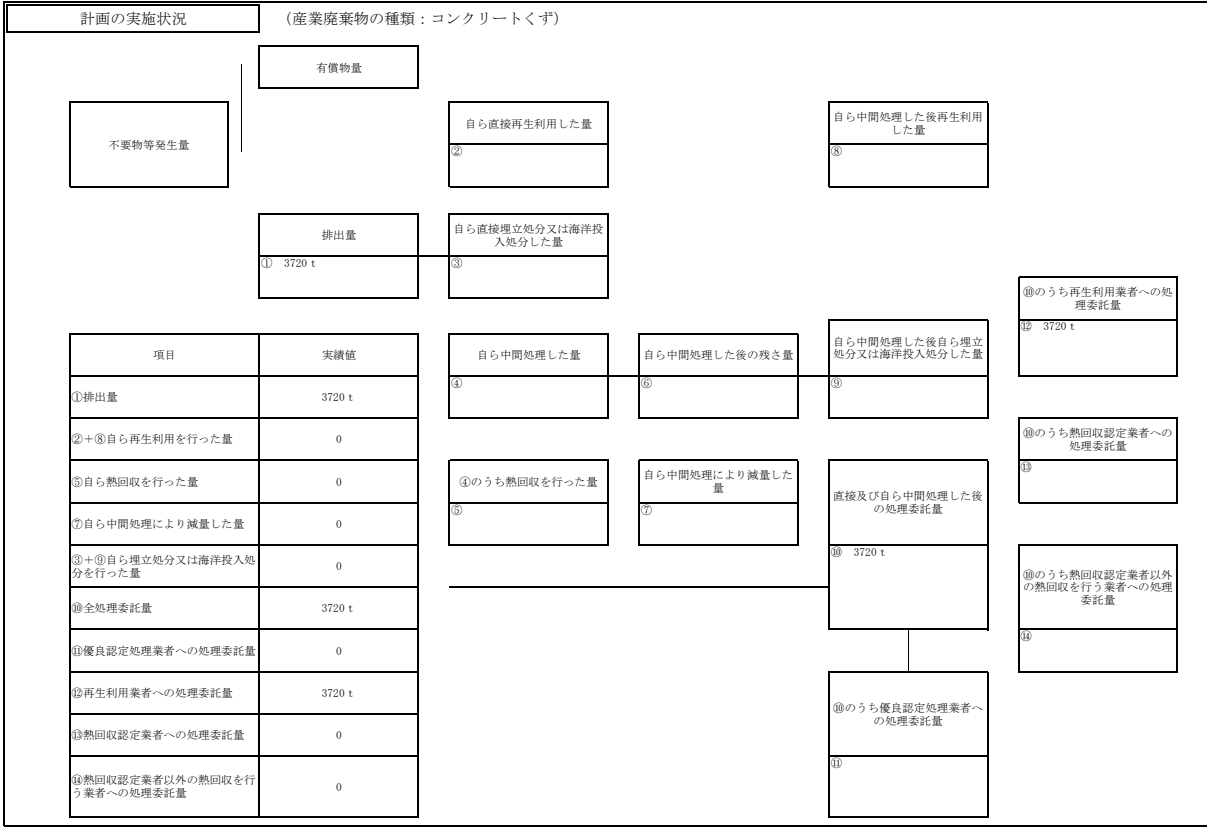 計画の実施状況
（産業廃棄物の種類：コンクリートくず）
有償物量
不要物等発生量
自ら直接再生利用した量
②
自ら中間処理した後再生利用
した量
⑧
排出量
① 3720 t
自ら直接埋立処分又は海洋投
入処分した量
③
⑩のうち再生利用業者への処
理委託量
⑫ 3720 t
自ら中間処理した量
④
自ら中間処理した後の残さ量
⑥
自ら中間処理した後自ら埋立
処分又は海洋投入処分した量
⑨
⑩のうち熱回収認定業者への
処理委託量
⑬
④のうち熱回収を行った量
⑤
自ら中間処理により減量した
量
⑦
直接及び自ら中間処理した後
の処理委託量
⑩ 3720 t
⑩のうち熱回収認定業者以外
の熱回収を行う業者への処理
委託量
⑭
⑩のうち優良認定処理業者へ
の処理委託量
⑪
項目 実績値
①排出量 3720 t
②＋⑧自ら再生利用を行った量 0
⑤自ら熱回収を行った量 0
⑦自ら中間処理により減量した量 0
③＋⑨自ら埋立処分又は海洋投入処
分を行った量 0
⑩全処理委託量 3720 t
⑪優良認定処理業者への処理委託量 0
⑫再生利用業者への処理委託量 3720 t
⑬熱回収認定業者への処理委託量 0
⑭熱回収認定業者以外の熱回収を行
う業者への処理委託量 0